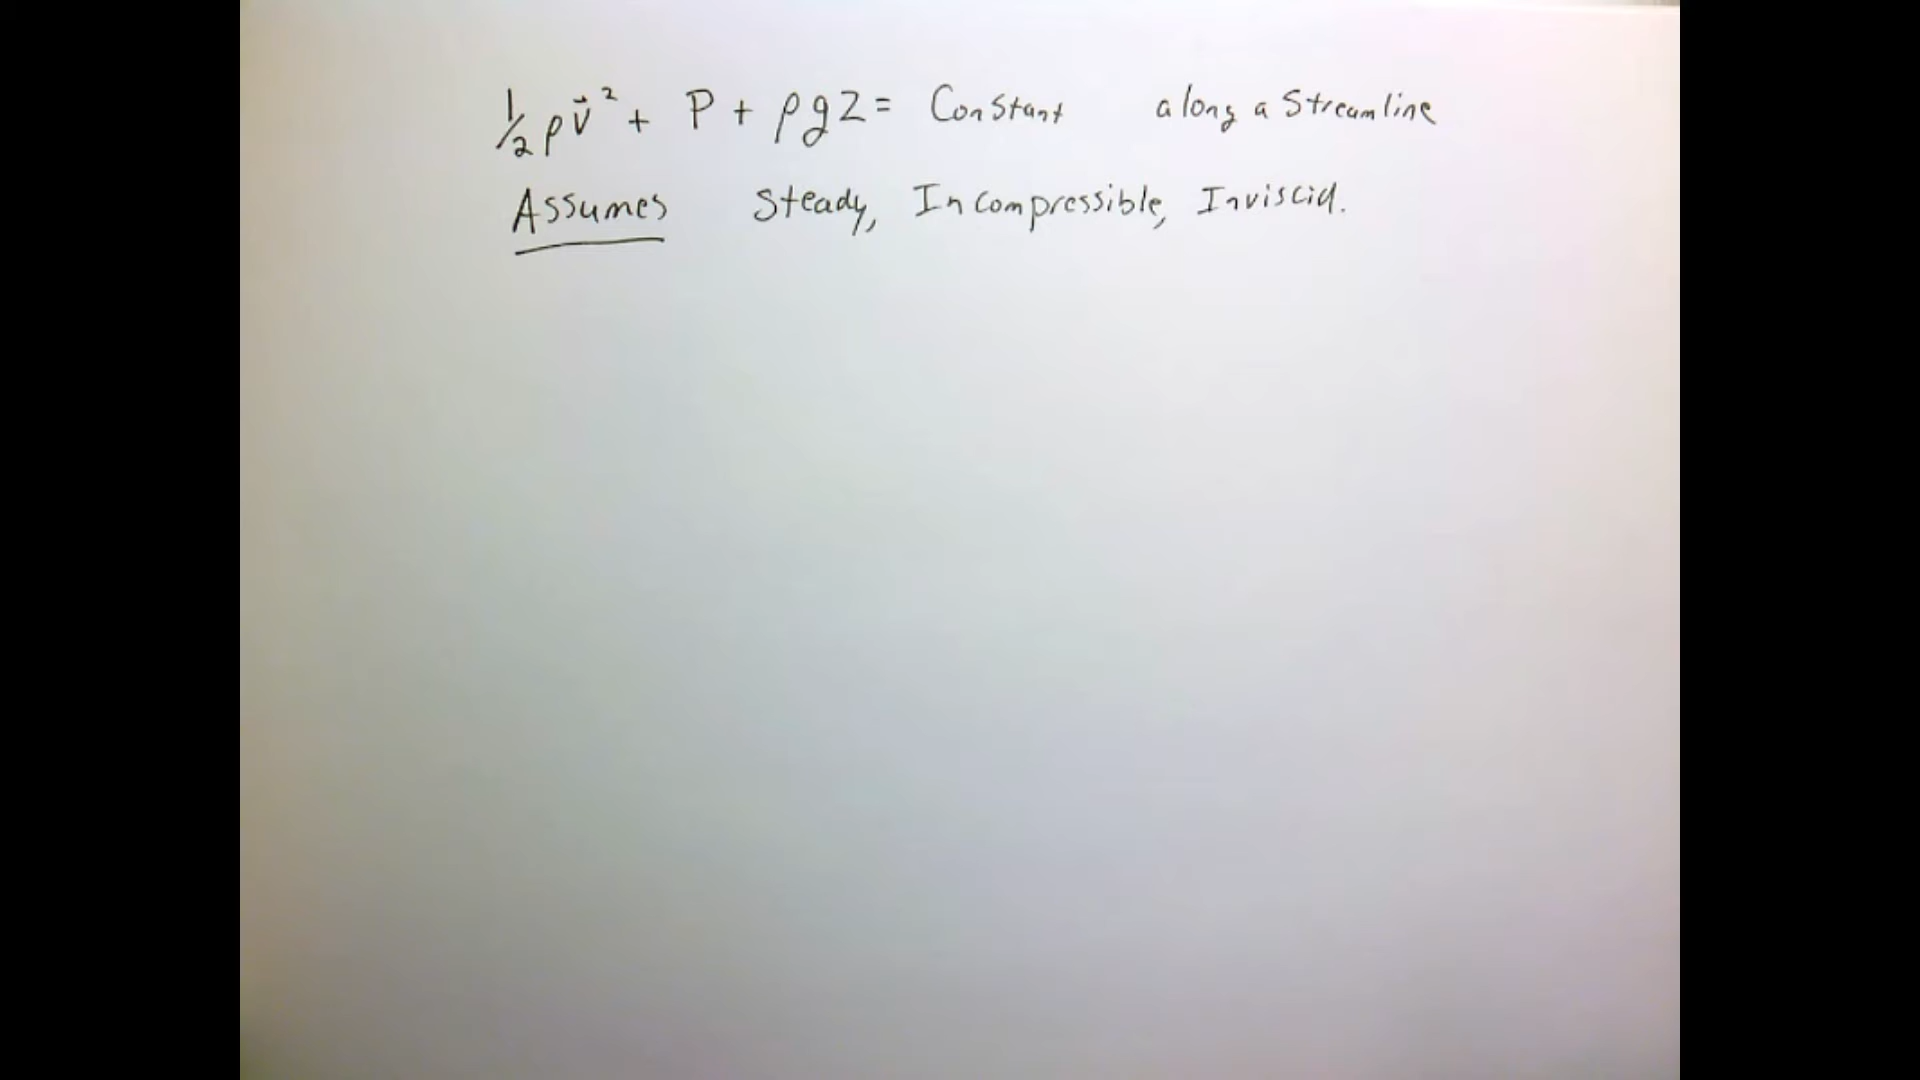 ½ρv⃗² + P + ρgz = Constant along a Streamline
Assumes Steady, Incompressible, Inviscid.